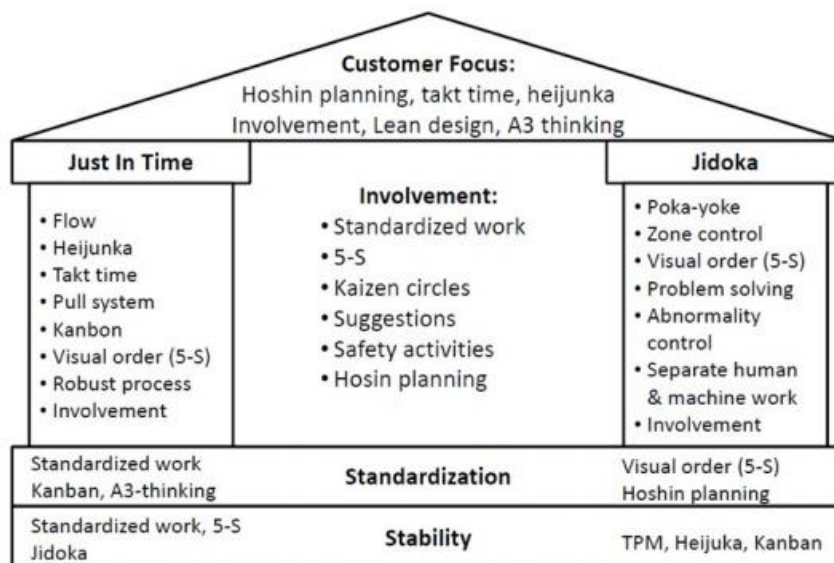 Customer Focus:
Hoshin planning, takt time, heijunka
Involvement, Lean design, A3 thinking
Just In Time
• Flow
• Heijunka
• Takt time
• Pull system
• Kanbon
• Visual order (5-S)
• Robust process
• Involvement
Involvement:
• Standardized work
• 5-S
• Kaizen circles
• Suggestions
• Safety activities
• Hosin planning
Jidoka
• Poka-yoke
• Zone control
• Visual order (5-S)
• Problem solving
• Abnormality
control
• Separate human
& machine work
• Involvement
Standardized work
Kanban, A3-thinking
Standardization
Visual order (5-S)
Hoshin planning
Standardized work, 5-S
Jidoka
Stability
TPM, Heijuka, Kanban